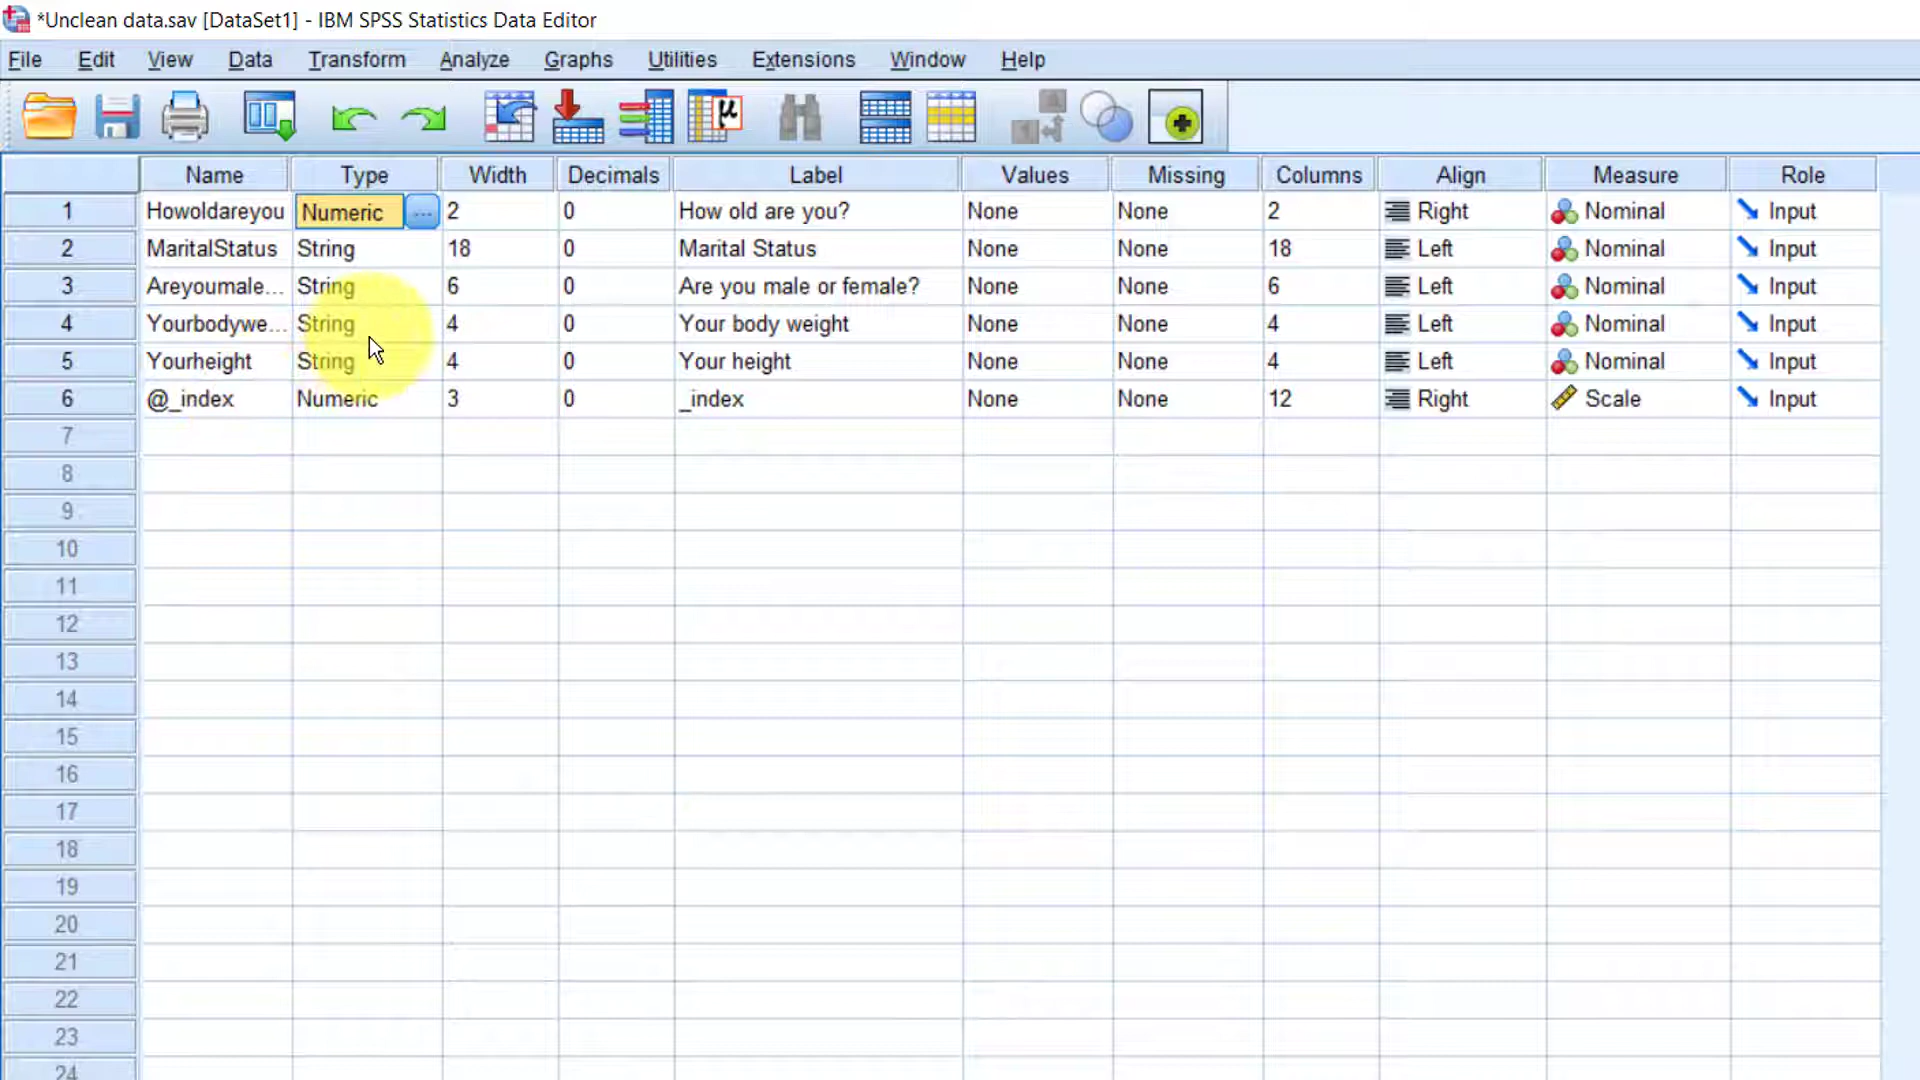 *Unclean data.sav [DataSet1] - IBM SPSS Statistics Data Editor
File Edit View Data Transform Analyze Graphs Utilities Extensions Window Help
Name Type Width Decimals Label Values Missing Columns Align Measure Role
1 Howoldareyou Numeric ... 2 0 How old are you? None None 2 Right Nominal Input
2 MaritalStatus String 18 0 Marital Status None None 18 Left Nominal Input
3 Areyoumale... String 6 0 Are you male or female? None None 6 Left Nominal Input
4 Yourbodywe... String 4 0 Your body weight None None 4 Left Nominal Input
5 Yourheight String 4 0 Your height None None 4 Left Nominal Input
6 @_index Numeric 3 0 _index None None 12 Right Scale Input
7
8
9
10
11
12
13
14
15
16
17
18
19
20
21
22
23
24